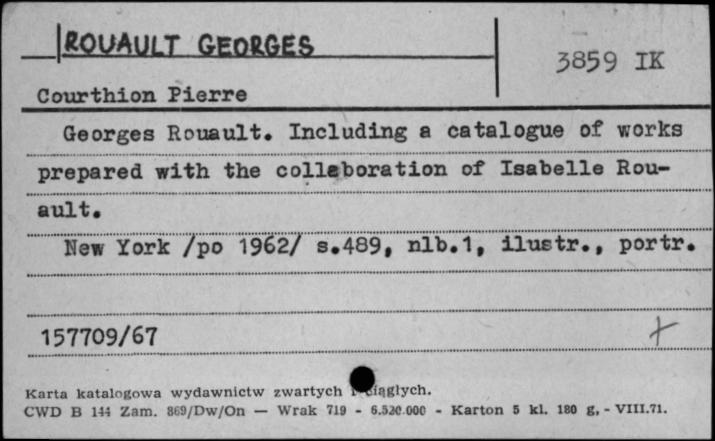 ROUAULT GEORGES
3859 IK
Courthion Pierre
Georges Rouault. Including a catalogue of works
prepared with the collaboration of Isabelle Rou-
ault.
New York /po 1962/ s.489, nlb.1, ilustr., portr.
157709/67
Karta katalogowa wydawnictw zwartych i ciągłych.
CWD B 144 Zam. 869/Dw/On — Wrak 719 - 6.520.000 - Karton 5 kl. 180 g, - VIII.71.